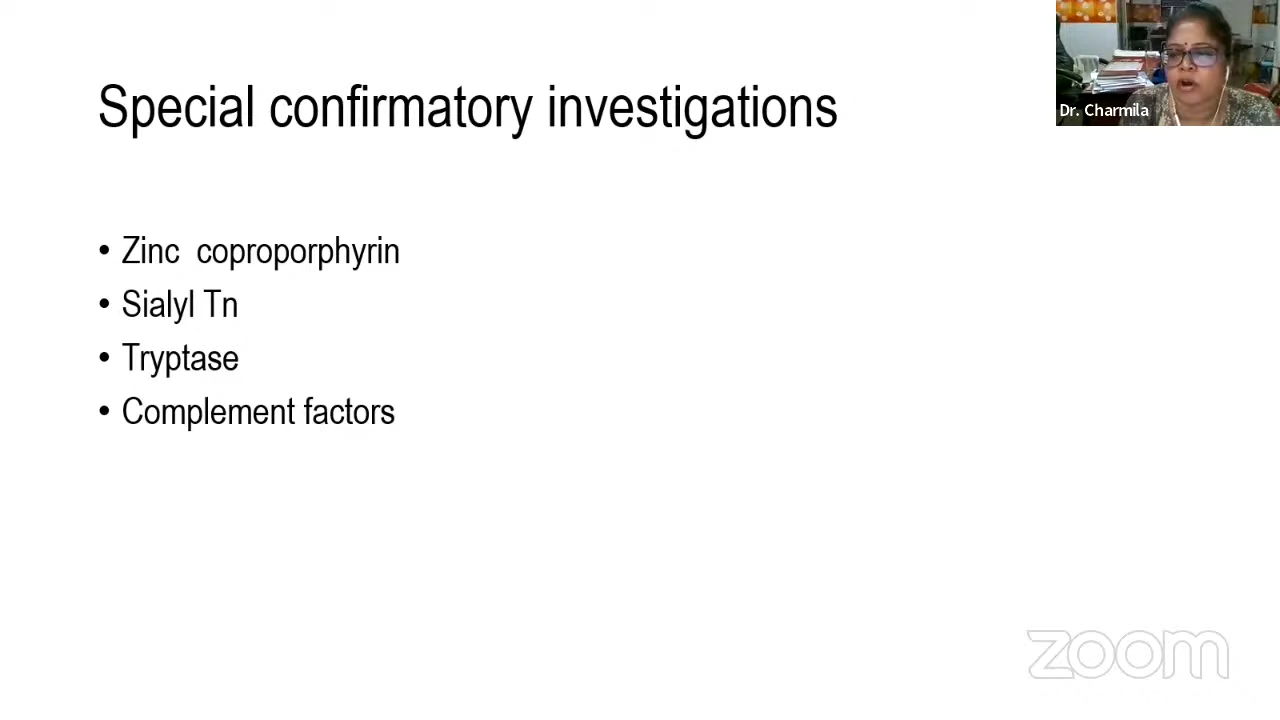 Special confirmatory investigations
Dr. Charmila
• Zinc  coproporphyrin
• Sialyl Tn
• Tryptase
• Complement factors
zoom